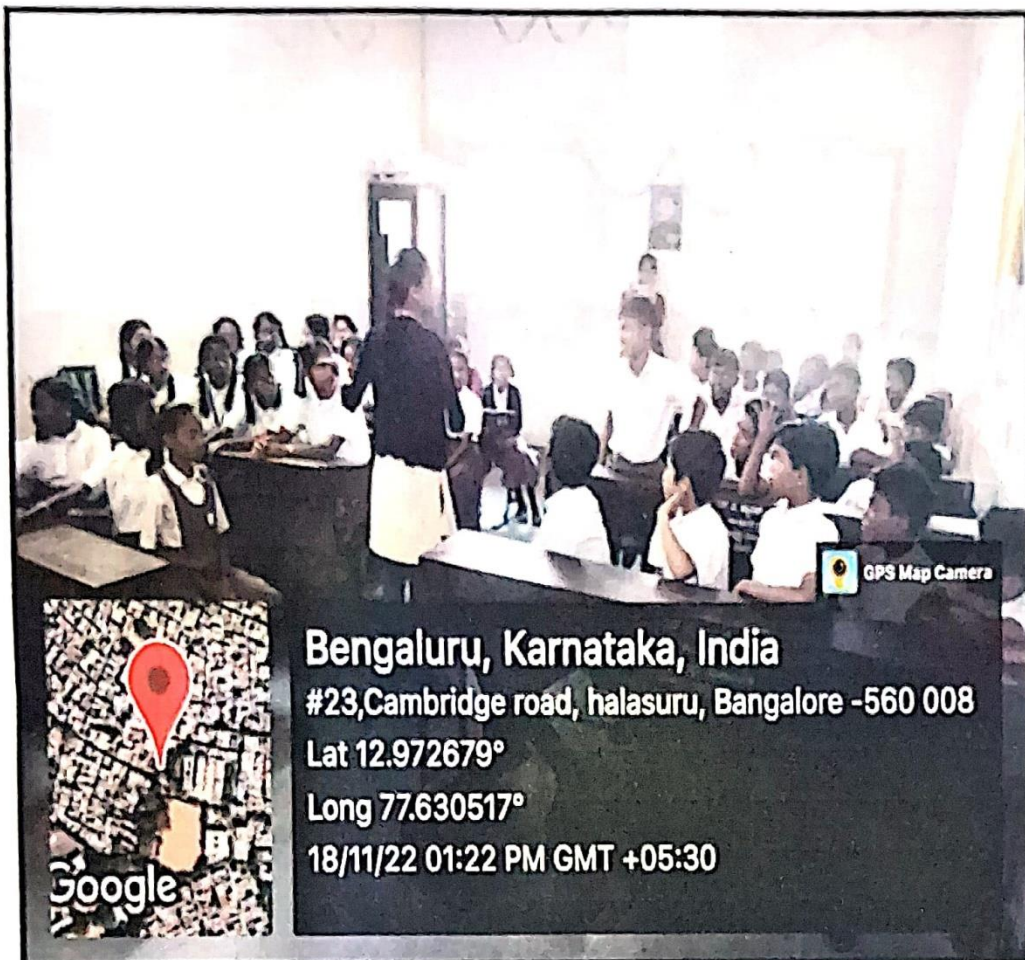 GPS Map Camera
Bengaluru, Karnataka, India
#23,Cambridge road, halasuru, Bangalore -560 008
Lat 12.972679°
Long 77.630517°
18/11/22 01:22 PM GMT +05:30
Google